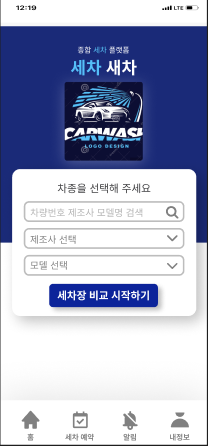 12:19
LTE
종합 세차 플랫폼
세차 새차
CARWASH
LOGO DESIGN
차종을 선택해 주세요
차량번호 제조사 모델명 검색
제조사 선택
모델 선택
세차장 비교 시작하기
홈 세차 예약 알림 내정보